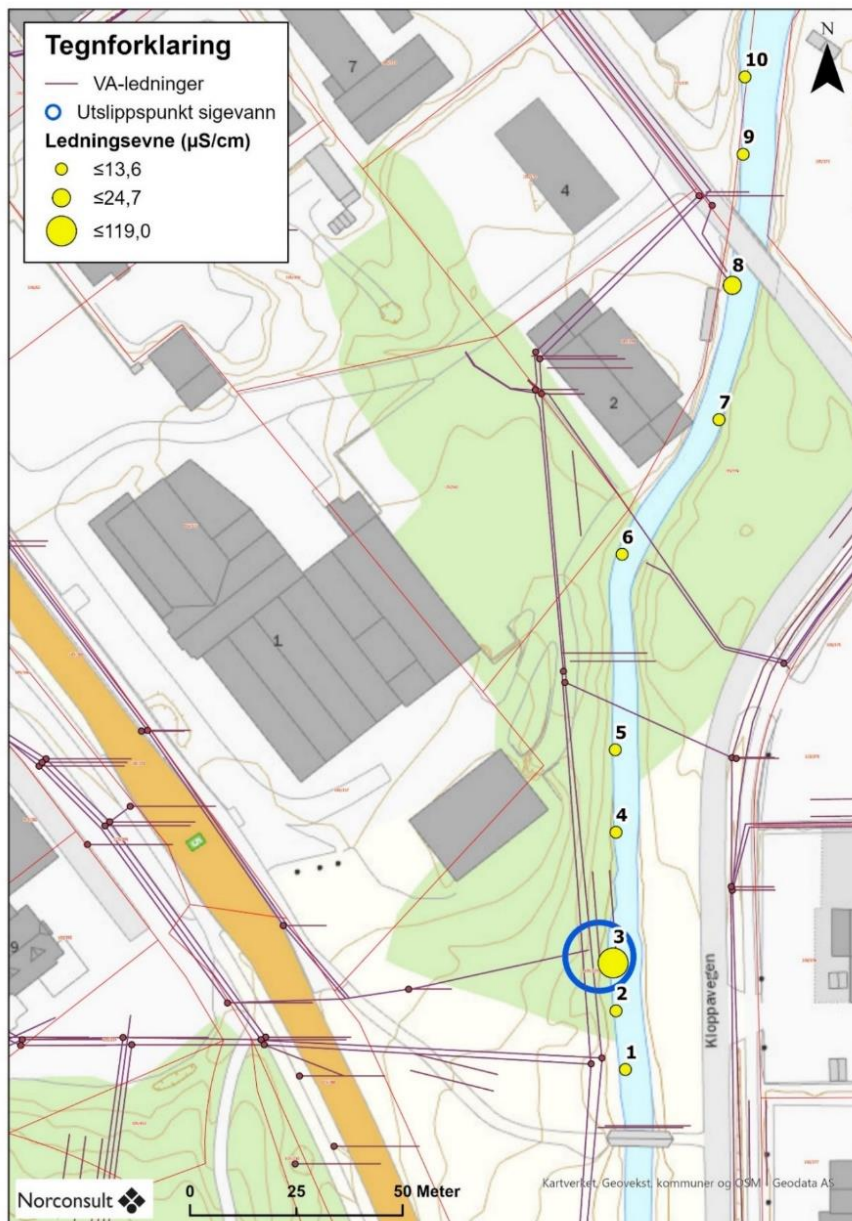 Tegnforklaring
VA-ledninger
Utslippspunkt sigevann
Ledningsevne (µS/cm)
≤13,6
≤24,7
≤119,0
N
10
9
8
7
6
5
4
3
2
1
7
4
2
1
9
Kloppavegen
Norconsult
0 25 50 Meter
Kartverket, Geovekst, kommuner og OSM | Geodata AS